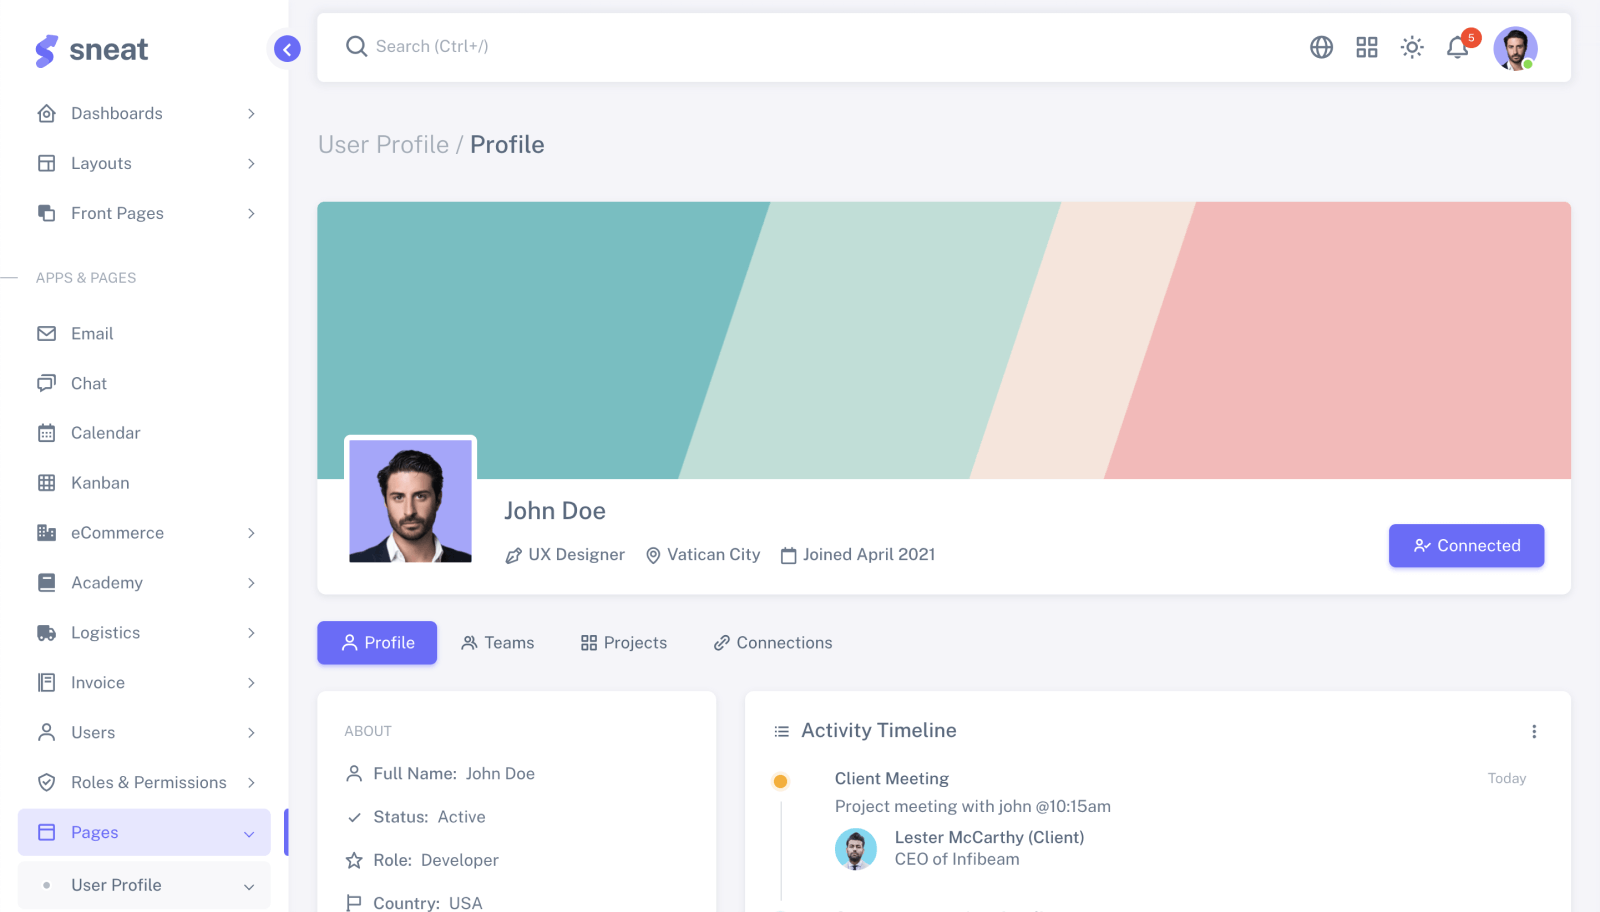 sneat
Search (Ctrl+/)
5
Dashboards
Layouts
Front Pages
APPS & PAGES
Email
Chat
Calendar
Kanban
eCommerce
Academy
Logistics
Invoice
Users
Roles & Permissions
Pages
User Profile
User Profile / Profile
John Doe
UX Designer Vatican City Joined April 2021
Connected
Profile Teams Projects Connections
ABOUT
Full Name: John Doe
Status: Active
Role: Developer
Country: USA
Activity Timeline
Client Meeting Today
Project meeting with john @10:15am
Lester McCarthy (Client)
CEO of Infibeam